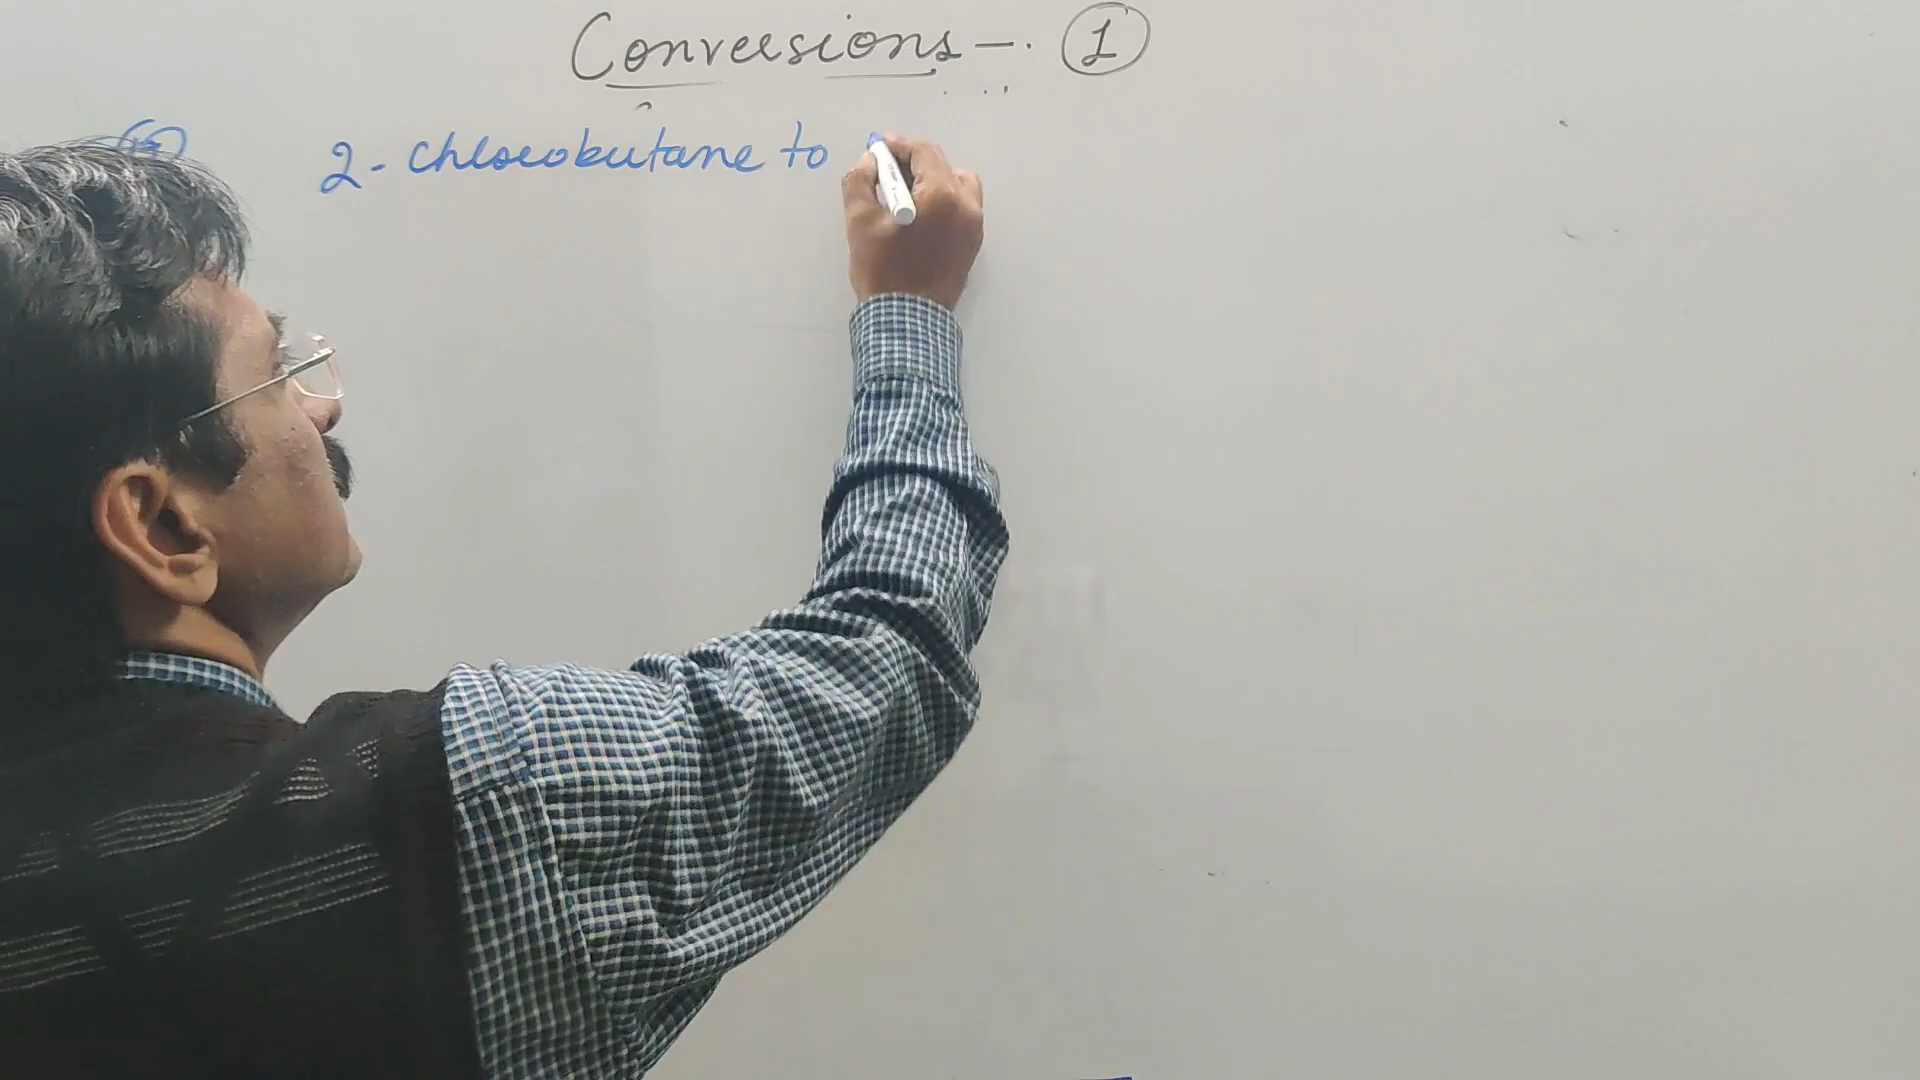 Conversions - ①
2-Chlorobutane to